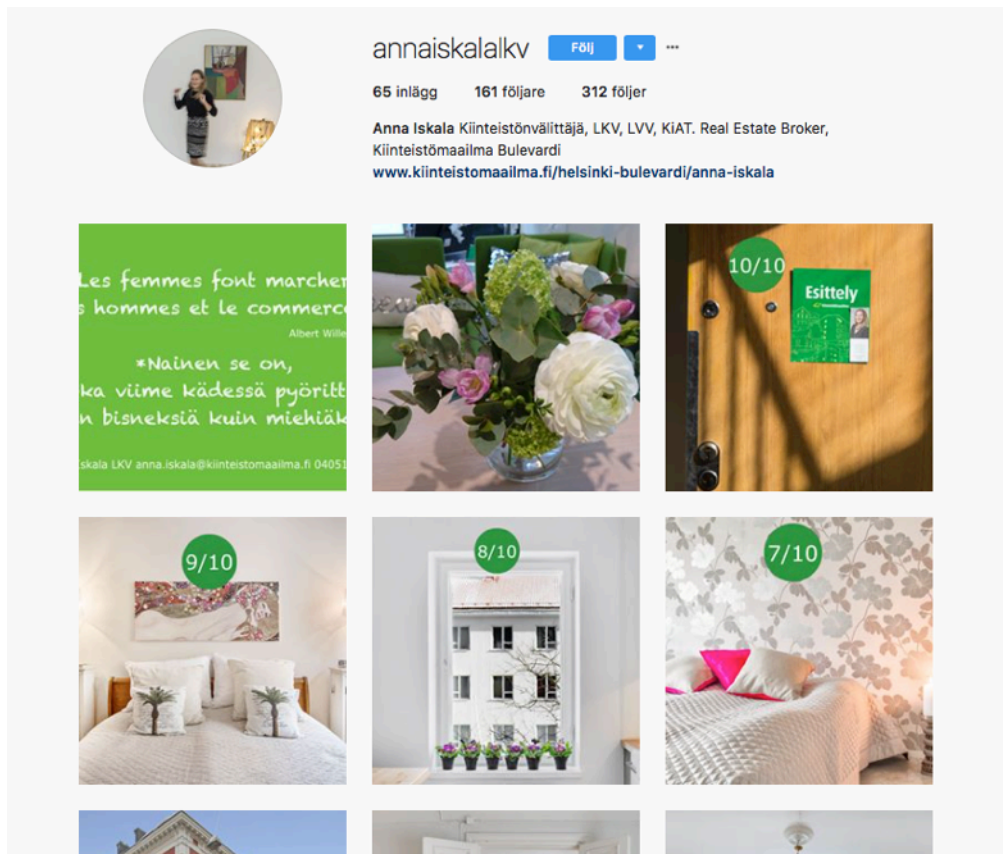 annaiskalalkv Följ
65 inlägg 161 följare 312 följer
Anna Iskala Kiinteistönvälittäjä, LKV, LVV, KiAT. Real Estate Broker,
Kiinteistömaailma Bulevardi
www.kiinteistomaailma.fi/helsinki-bulevardi/anna-iskala
Les femmes font marcher
s hommes et le commerc
Albert Wille
*Nainen se on,
ka viime kädessä pyöritt
n bisneksiä kuin miehiäk
skala LKV anna.iskala@kiinteistomaailma.fi 04051
10/10
Esittely
9/10
8/10
7/10